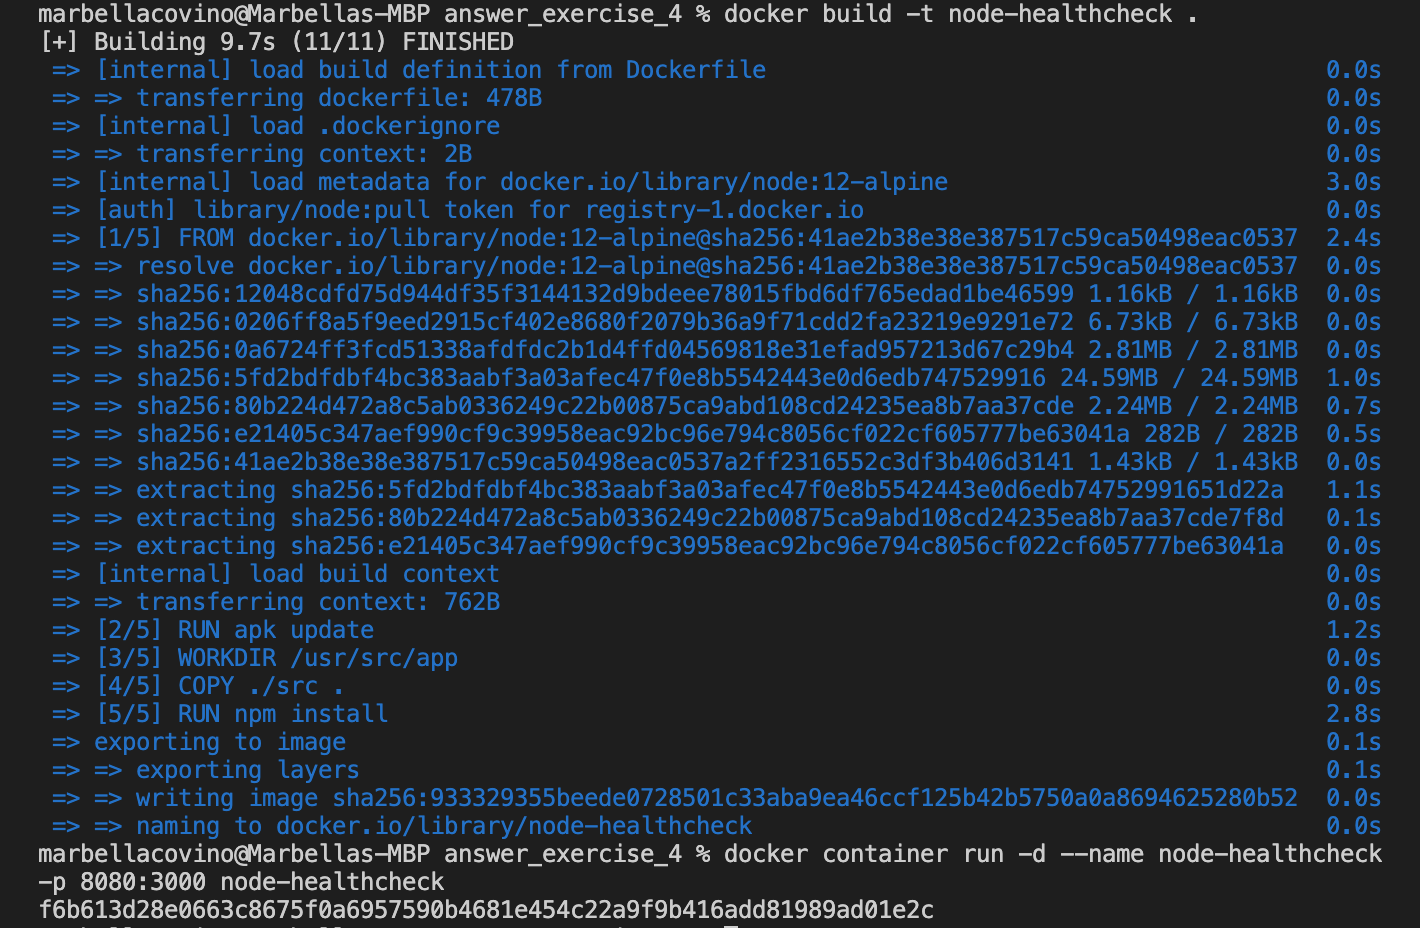 marbellacovino@Marbellas-MBP answer_exercise_4 % docker build -t node-healthcheck .
[+] Building 9.7s (11/11) FINISHED
=> [internal] load build definition from Dockerfile 0.0s
=> => transferring dockerfile: 478B 0.0s
=> [internal] load .dockerignore 0.0s
=> => transferring context: 2B 0.0s
=> [internal] load metadata for docker.io/library/node:12-alpine 3.0s
=> [auth] library/node:pull token for registry-1.docker.io 0.0s
=> [1/5] FROM docker.io/library/node:12-alpine@sha256:41ae2b38e38e387517c59ca50498eac0537 2.4s
=> => resolve docker.io/library/node:12-alpine@sha256:41ae2b38e38e387517c59ca50498eac0537 0.0s
=> => sha256:12048cdfd75d944df35f3144132d9bdeee78015fbd6df765edad1be46599 1.16kB / 1.16kB 0.0s
=> => sha256:0206ff8a5f9eed2915cf402e8680f2079b36a9f71cdd2fa23219e9291e72 6.73kB / 6.73kB 0.0s
=> => sha256:0a6724ff3fcd51338afdfdc2b1d4ffd04569818e31efad957213d67c29b4 2.81MB / 2.81MB 0.0s
=> => sha256:5fd2bdfdbf4bc383aabf3a03afec47f0e8b5542443e0d6edb747529916 24.59MB / 24.59MB 1.0s
=> => sha256:80b224d472a8c5ab0336249c22b00875ca9abd108cd24235ea8b7aa37cde 2.24MB / 2.24MB 0.7s
=> => sha256:e21405c347aef990cf9c39958eac92bc96e794c8056cf022cf605777be63041a 282B / 282B 0.5s
=> => sha256:41ae2b38e38e387517c59ca50498eac0537a2ff2316552c3df3b406d3141 1.43kB / 1.43kB 0.0s
=> => extracting sha256:5fd2bdfdbf4bc383aabf3a03afec47f0e8b5542443e0d6edb74752991651d22a 1.1s
=> => extracting sha256:80b224d472a8c5ab0336249c22b00875ca9abd108cd24235ea8b7aa37cde7f8d 0.1s
=> => extracting sha256:e21405c347aef990cf9c39958eac92bc96e794c8056cf022cf605777be63041a 0.0s
=> [internal] load build context 0.0s
=> => transferring context: 762B 0.0s
=> [2/5] RUN apk update 1.2s
=> [3/5] WORKDIR /usr/src/app 0.0s
=> [4/5] COPY ./src . 0.0s
=> [5/5] RUN npm install 2.8s
=> exporting to image 0.1s
=> => exporting layers 0.1s
=> => writing image sha256:933329355beede0728501c33aba9ea46ccf125b42b5750a0a8694625280b52 0.0s
=> => naming to docker.io/library/node-healthcheck 0.0s
marbellacovino@Marbellas-MBP answer_exercise_4 % docker container run -d --name node-healthcheck
-p 8080:3000 node-healthcheck
f6b613d28e0663c8675f0a6957590b4681e454c22a9f9b416add81989ad01e2c